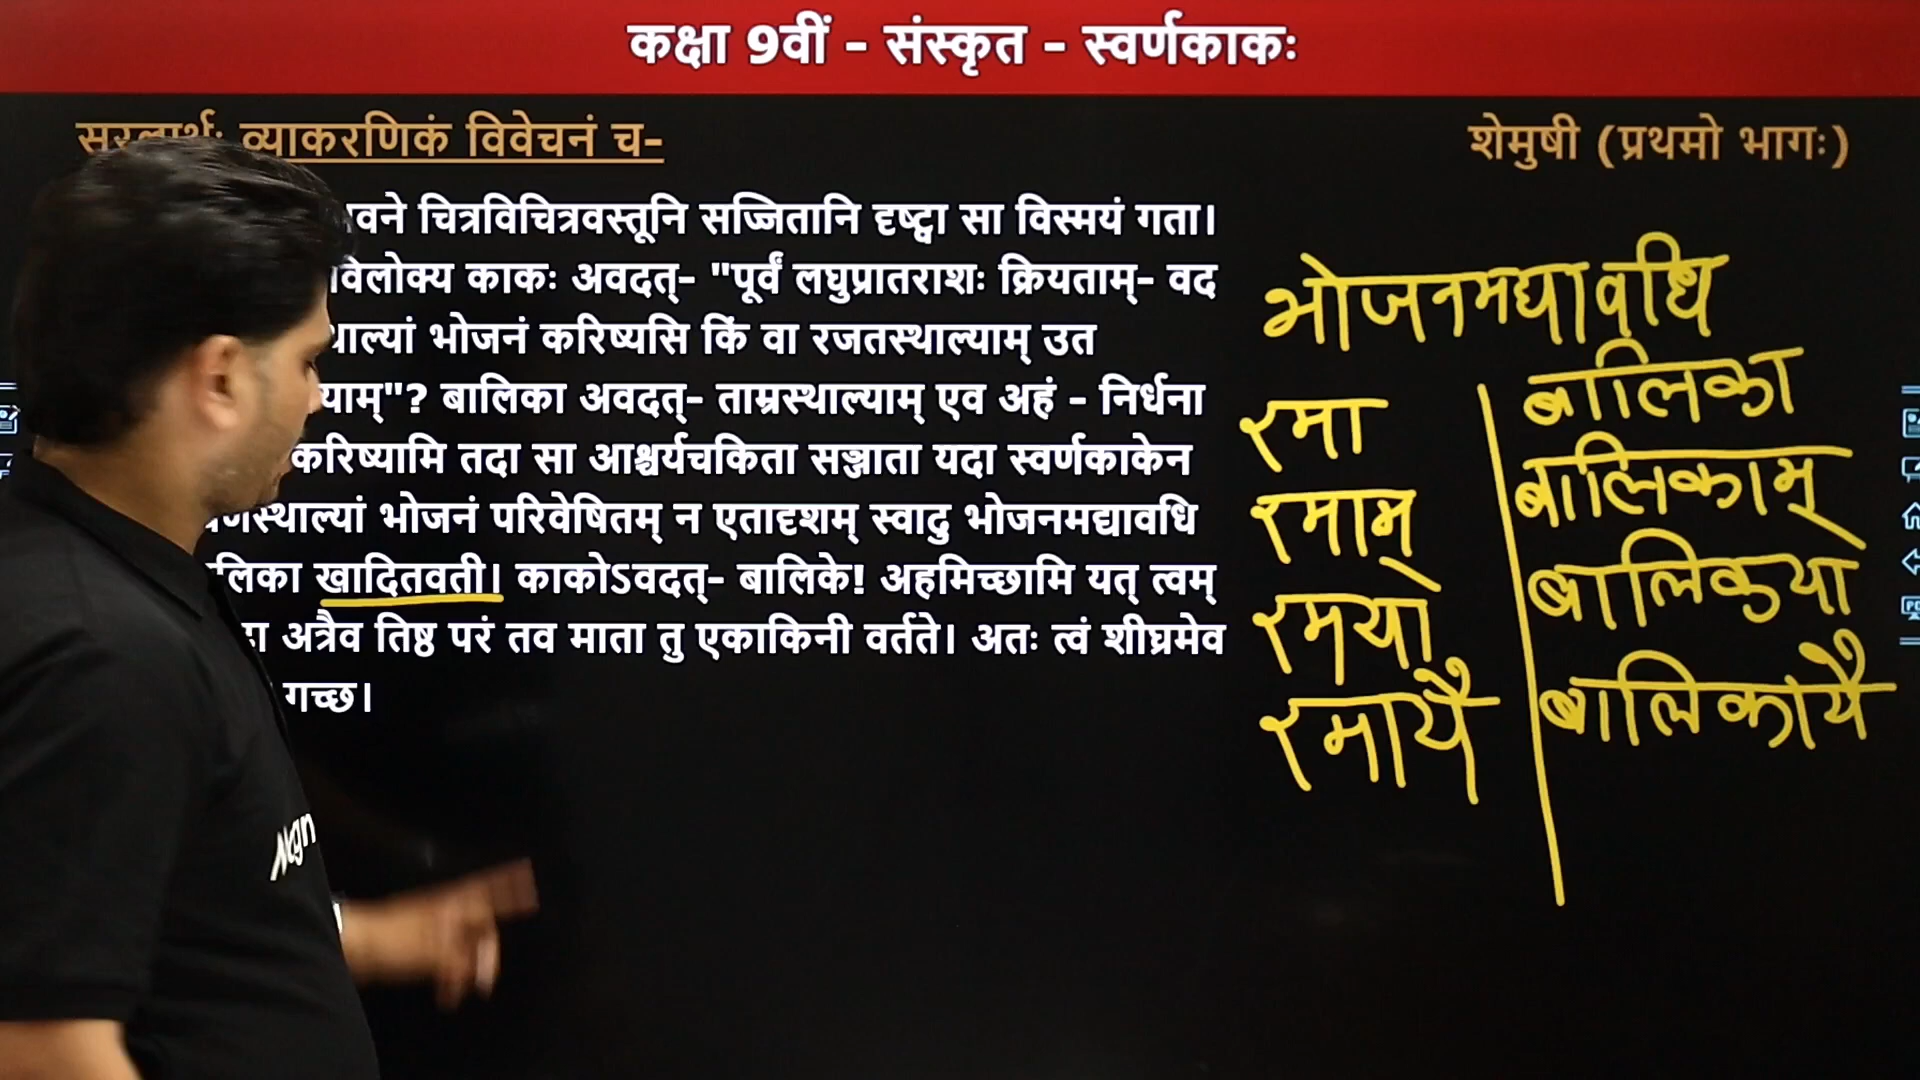 कक्षा 9वीं - संस्कृत - स्वर्णकाकः
सरलार्थः व्याकरणिकं विवेचनं च-
शेमुषी (प्रथमो भागः)
चित्रविचित्रवस्तूनि सज्जितानि दृष्ट्वा सा विस्मयं गता।
विलोक्य काकः अवदत्- "पूर्वं लघुप्रातराशः क्रियताम्- वद
भोजनं करिष्यसि किं वा रजतस्थाल्याम् उत
बालिका अवदत्- ताम्रस्थाल्याम् एव अहं - निर्धना
करिष्यामि तदा सा आश्चर्यचकिता सञ्जाता यदा स्वर्णकाकेन
भोजनं परिवेषितम् न एतादृशम् स्वादु भोजनमद्यावधि
खादितवती। काकोऽवदत्- बालिके! अहमिच्छामि यत् त्वम्
अत्रैव तिष्ठ परं तव माता तु एकाकिनी वर्तते। अतः त्वं शीघ्रमेव
गच्छ।
भोजनमद्यावधि
रमा
रमाम्
रमया
रमायै
बालिका
बालिकाम्
बालिकया
बालिकायै